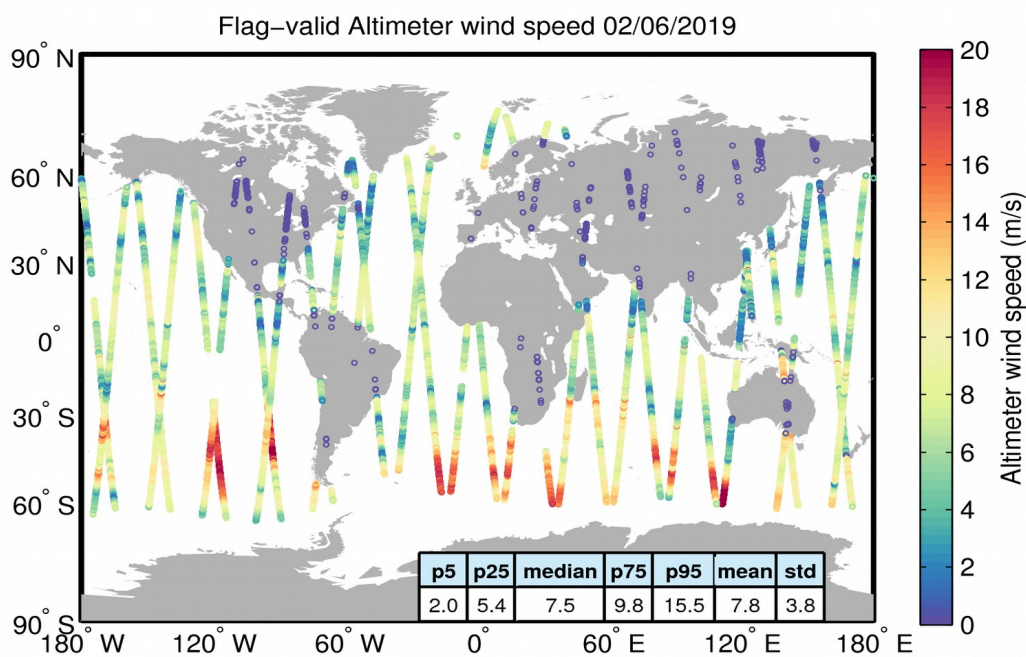 Flag−valid Altimeter wind speed 02/06/2019
90° N
60° N
30° N
0°
30° S
60° S
90° S
180° W
120° W
60° W
0°
60° E
120° E
180° E
p5 p25 median p75 p95 mean std
2.0 5.4 7.5 9.8 15.5 7.8 3.8
20
18
16
14
12
10
8
6
4
2
0
Altimeter wind speed (m/s)